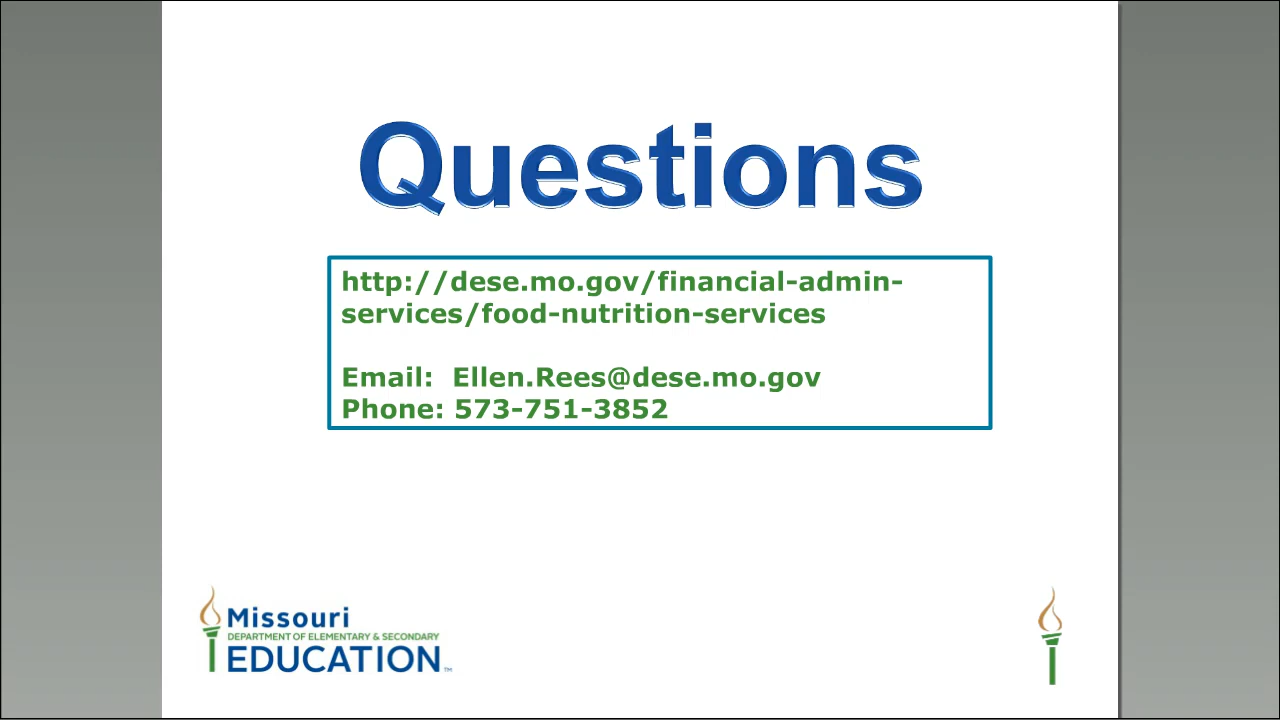 Questions
http://dese.mo.gov/financial-admin-
services/food-nutrition-services
Email:  Ellen.Rees@dese.mo.gov
Phone: 573-751-3852
Missouri
DEPARTMENT OF ELEMENTARY & SECONDARY
EDUCATION™